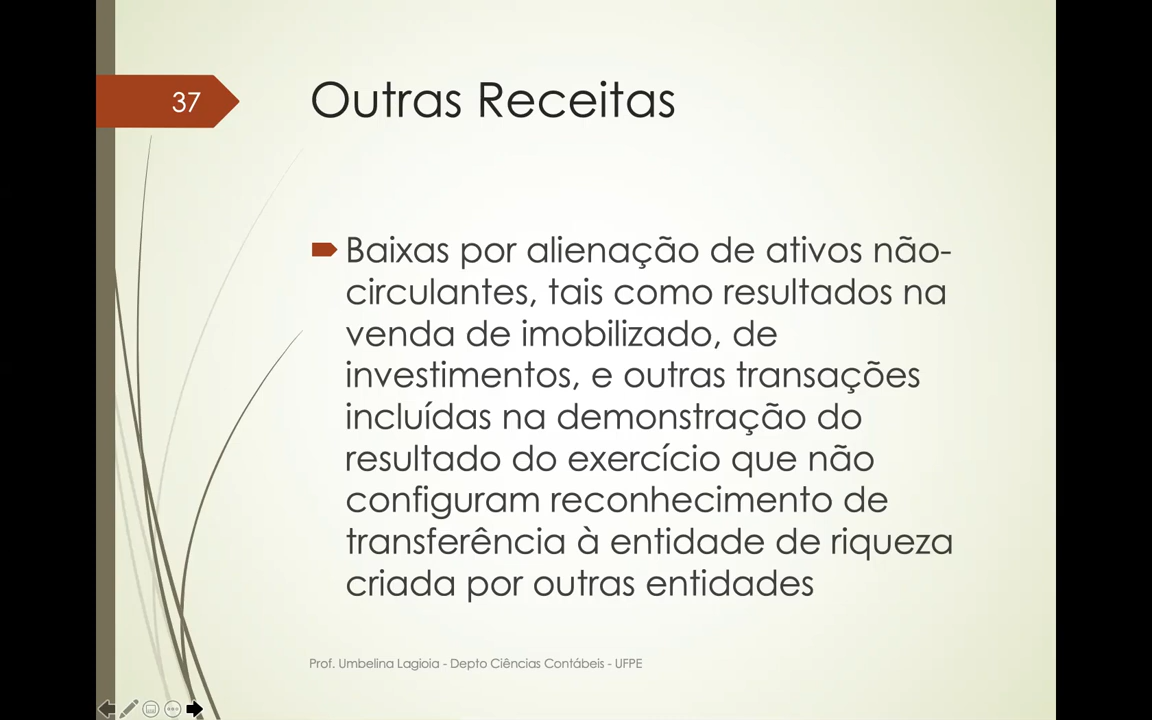 37
Outras Receitas
Baixas por alienação de ativos não-
circulantes, tais como resultados na
venda de imobilizado, de
investimentos, e outras transações
incluídas na demonstração do
resultado do exercício que não
configuram reconhecimento de
transferência à entidade de riqueza
criada por outras entidades
Prof. Umbelina Lagioia - Depto Ciências Contábeis - UFPE